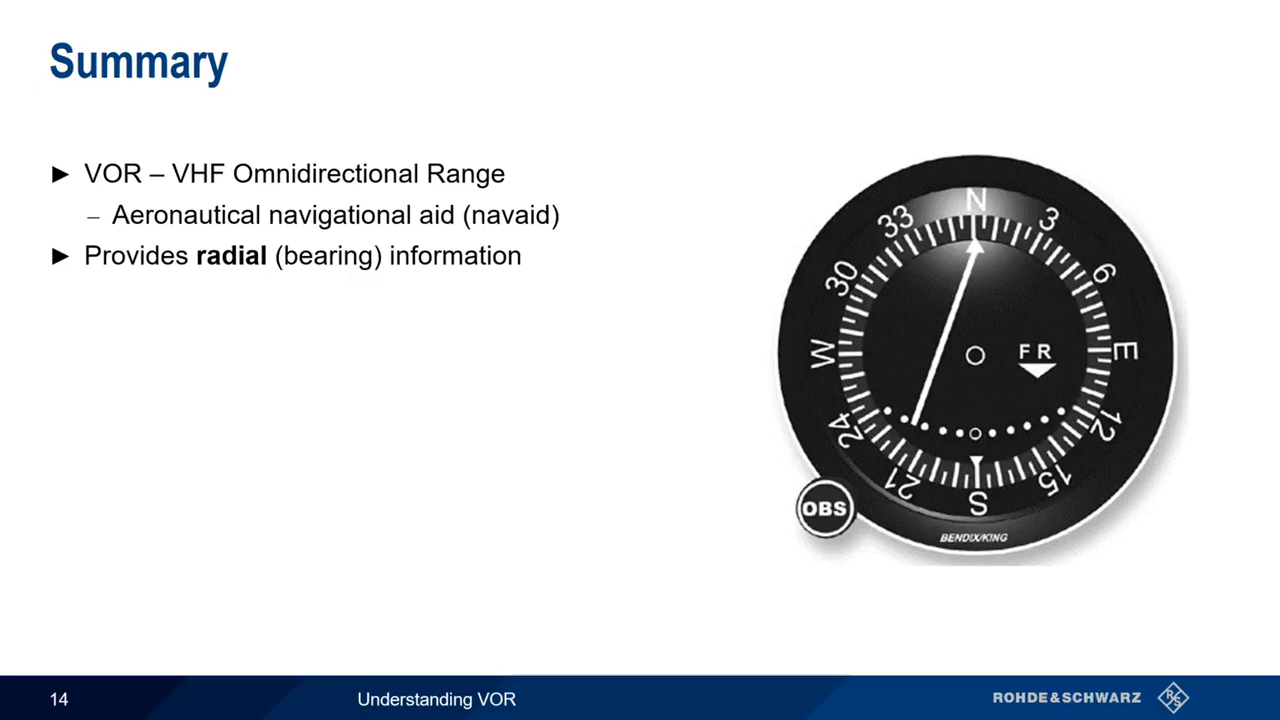 Summary
► VOR – VHF Omnidirectional Range
– Aeronautical navigational aid (navaid)
► Provides radial (bearing) information
N
33
3
30
6
W
E
FR
24
12
21
15
S
OBS
BENDIX/KING
14
Understanding VOR
ROHDE & SCHWARZ
R S